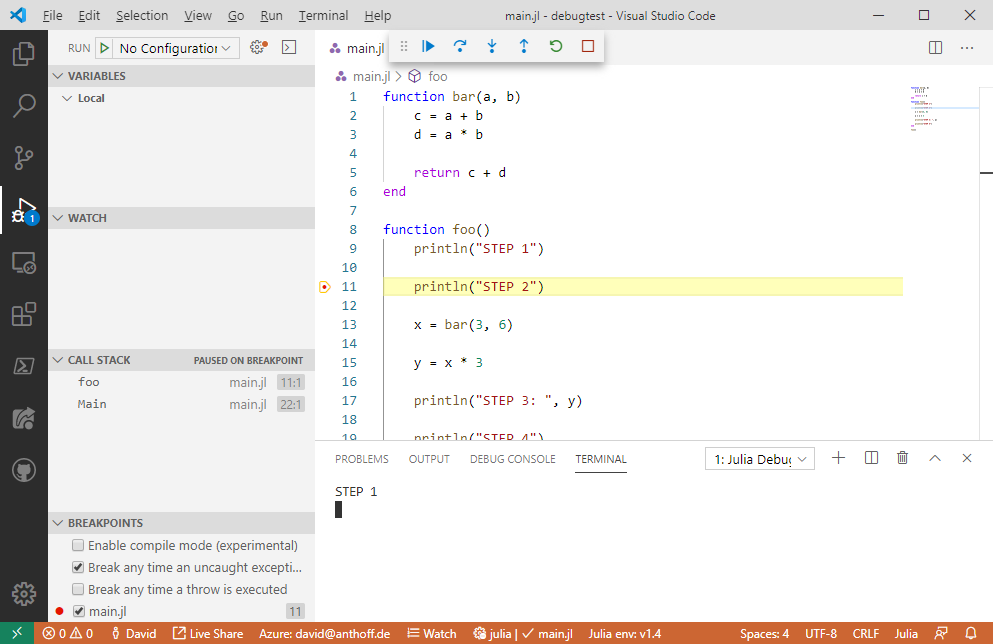 File Edit Selection View Go Run Terminal Help main.jl - debugtest - Visual Studio Code
RUN No Configuration
main.jl
VARIABLES
Local
WATCH
CALL STACK PAUSED ON BREAKPOINT
foo main.jl 11:1
Main main.jl 22:1
BREAKPOINTS
Enable compile mode (experimental)
Break any time an uncaught excepti...
Break any time a throw is executed
main.jl 11
1
main.jl > foo
1 function bar(a, b)
2 c = a + b
3 d = a * b
4
5 return c + d
6 end
7
8 function foo()
9 println("STEP 1")
10
11 println("STEP 2")
12
13 x = bar(3, 6)
14
15 y = x * 3
16
17 println("STEP 3: ", y)
18
19 println("STEP 4")
PROBLEMS OUTPUT DEBUG CONSOLE TERMINAL 1: Julia Debug
STEP 1
0 0 David Live Share Azure: david@anthoff.de Watch julia | main.jl Julia env: v1.4 Spaces: 4 UTF-8 CRLF Julia